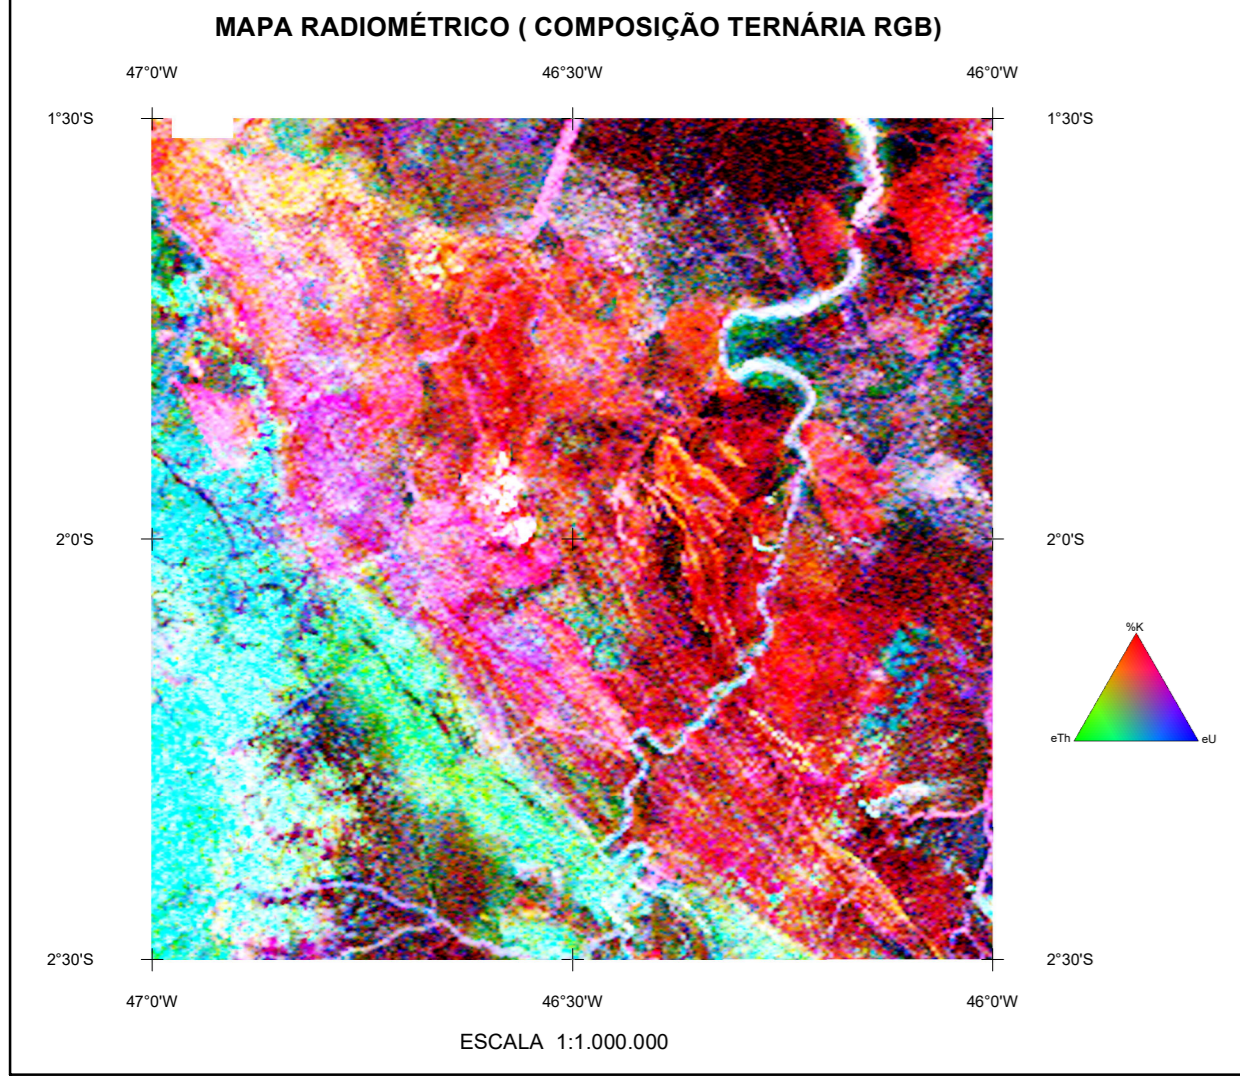 MAPA RADIOMÉTRICO ( COMPOSIÇÃO TERNÁRIA RGB)
47°0'W 46°30'W 46°0'W
1°30'S 1°30'S
2°0'S 2°0'S
%K
eTh eU
2°30'S 2°30'S
47°0'W 46°30'W 46°0'W
ESCALA 1:1.000.000